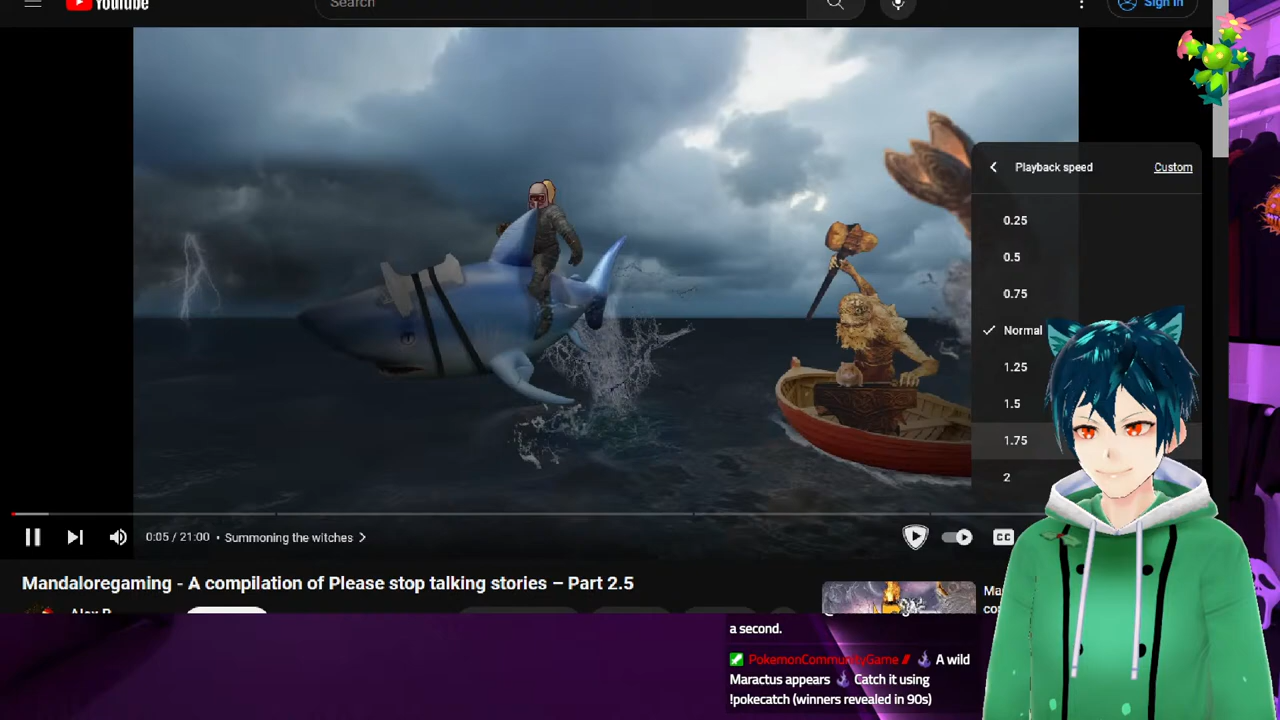 YouTube
Search
Sign in
Playback speed
Custom
0.25
0.5
0.75
Normal
1.25
1.5
1.75
2
0:05 / 21:00 • Summoning the witches
CC
Mandaloregaming - A compilation of Please stop talking stories – Part 2.5
Alex
a second.
PokemonCommunityGame // A wild
Maractus appears Catch it using
!pokecatch (winners revealed in 90s)